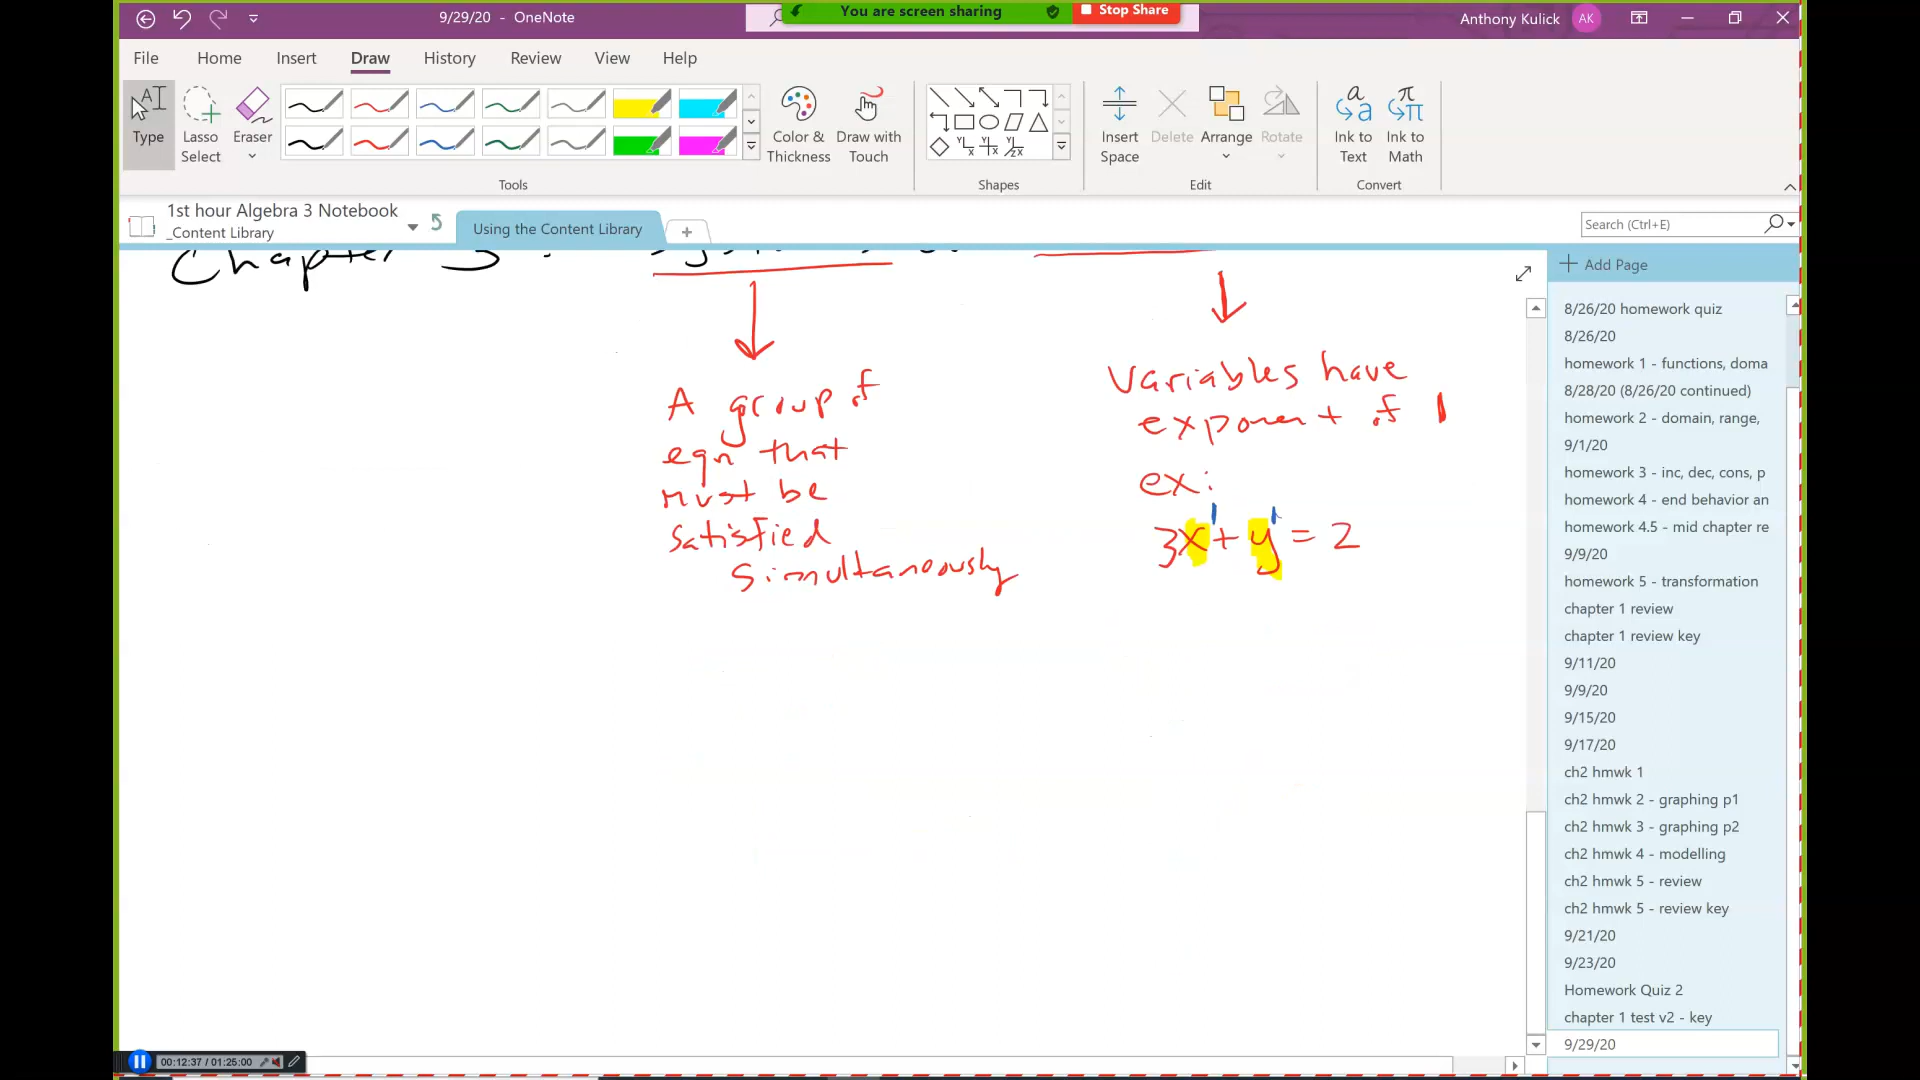 9/29/20 - OneNote
You are screen sharing
Stop Share
Anthony Kulick
AK
File Home Insert Draw History Review View Help
Type
Lasso Select
Eraser
Color & Thickness
Draw with Touch
Insert Space
Delete
Arrange
Rotate
Ink to Text
Ink to Math
Tools
Shapes
Edit
Convert
1st hour Algebra 3 Notebook
_Content Library
Using the Content Library
Search (Ctrl+E)
Chapter 3:
A group of
eqn that
must be
satisfied
simultaneously
Variables have
exponent of 1
ex:
3x¹ + y¹ = 2
Add Page
8/26/20 homework quiz
8/26/20
homework 1 - functions, doma
8/28/20 (8/26/20 continued)
homework 2 - domain, range,
9/1/20
homework 3 - inc, dec, cons, p
homework 4 - end behavior an
homework 4.5 - mid chapter re
9/9/20
homework 5 - transformation
chapter 1 review
chapter 1 review key
9/11/20
9/9/20
9/15/20
9/17/20
ch2 hmwk 1
ch2 hmwk 2 - graphing p1
ch2 hmwk 3 - graphing p2
ch2 hmwk 4 - modelling
ch2 hmwk 5 - review
ch2 hmwk 5 - review key
9/21/20
9/23/20
Homework Quiz 2
chapter 1 test v2 - key
9/29/20
00:12:37 / 01:25:00